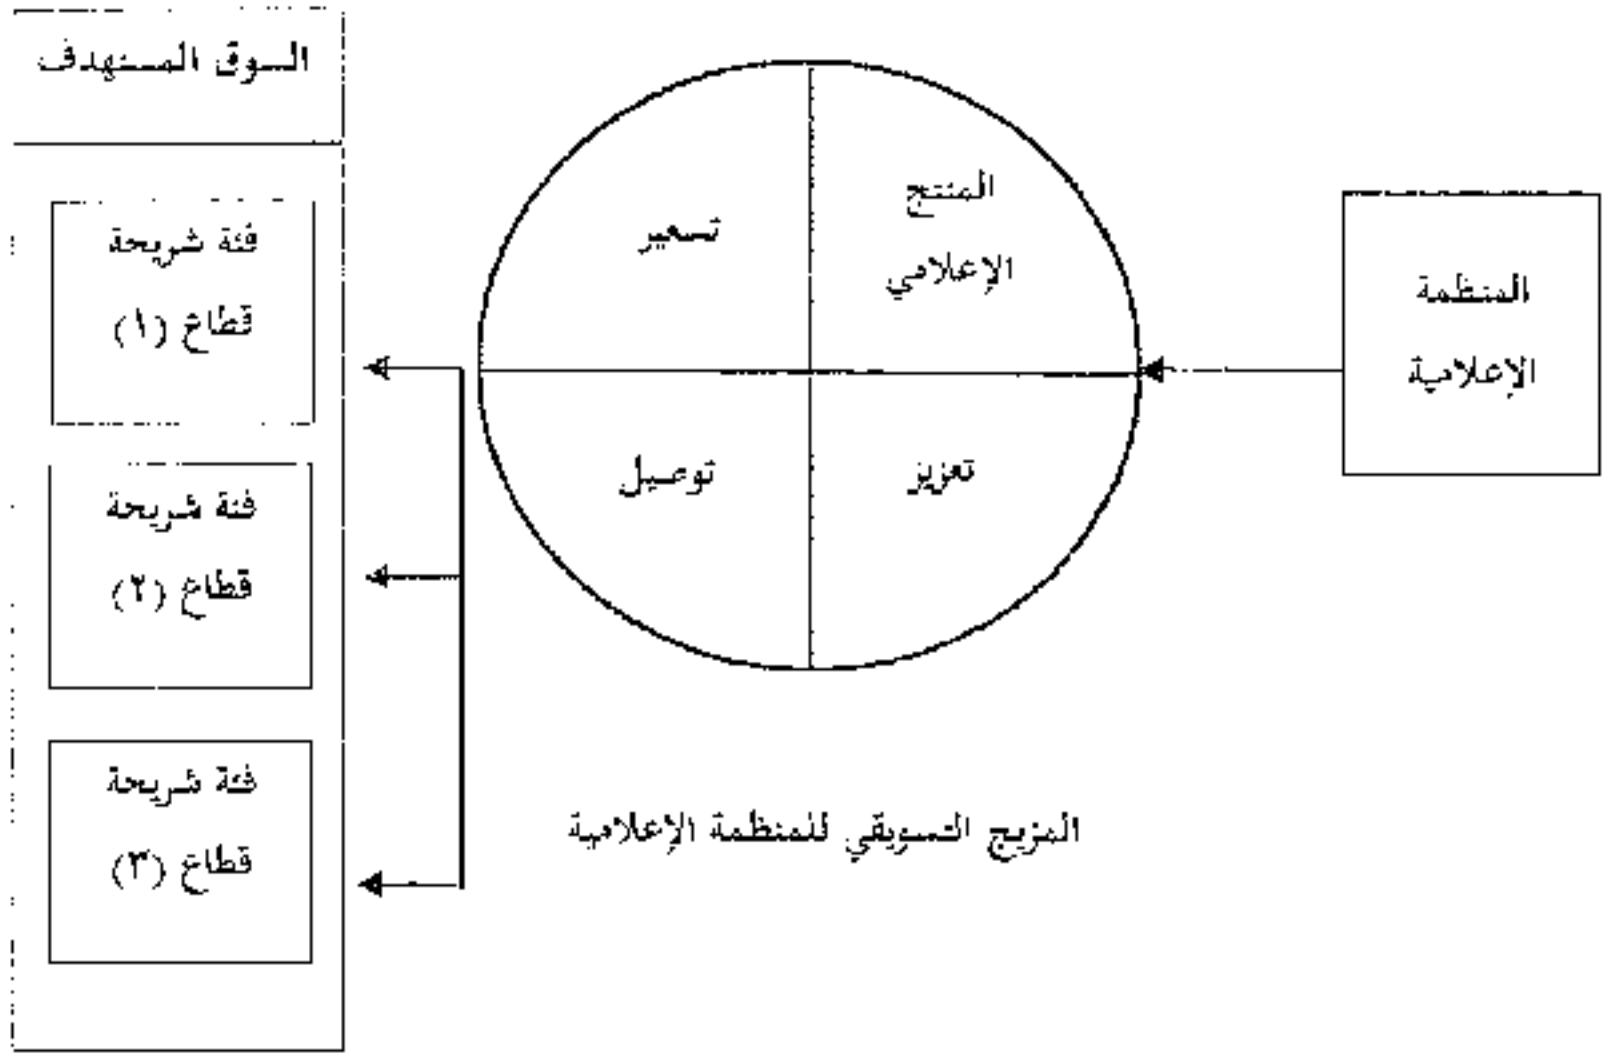 المنظمة
الإعلامية
المنتج
الإعلامي
تسعير
تعزيز
توصيل
المزيج التسويقي للمنظمة الإعلامية
السوق المستهدف
فئة شريحة
قطاع (١)
فئة شريحة
قطاع (٢)
فئة شريحة
قطاع (٣)